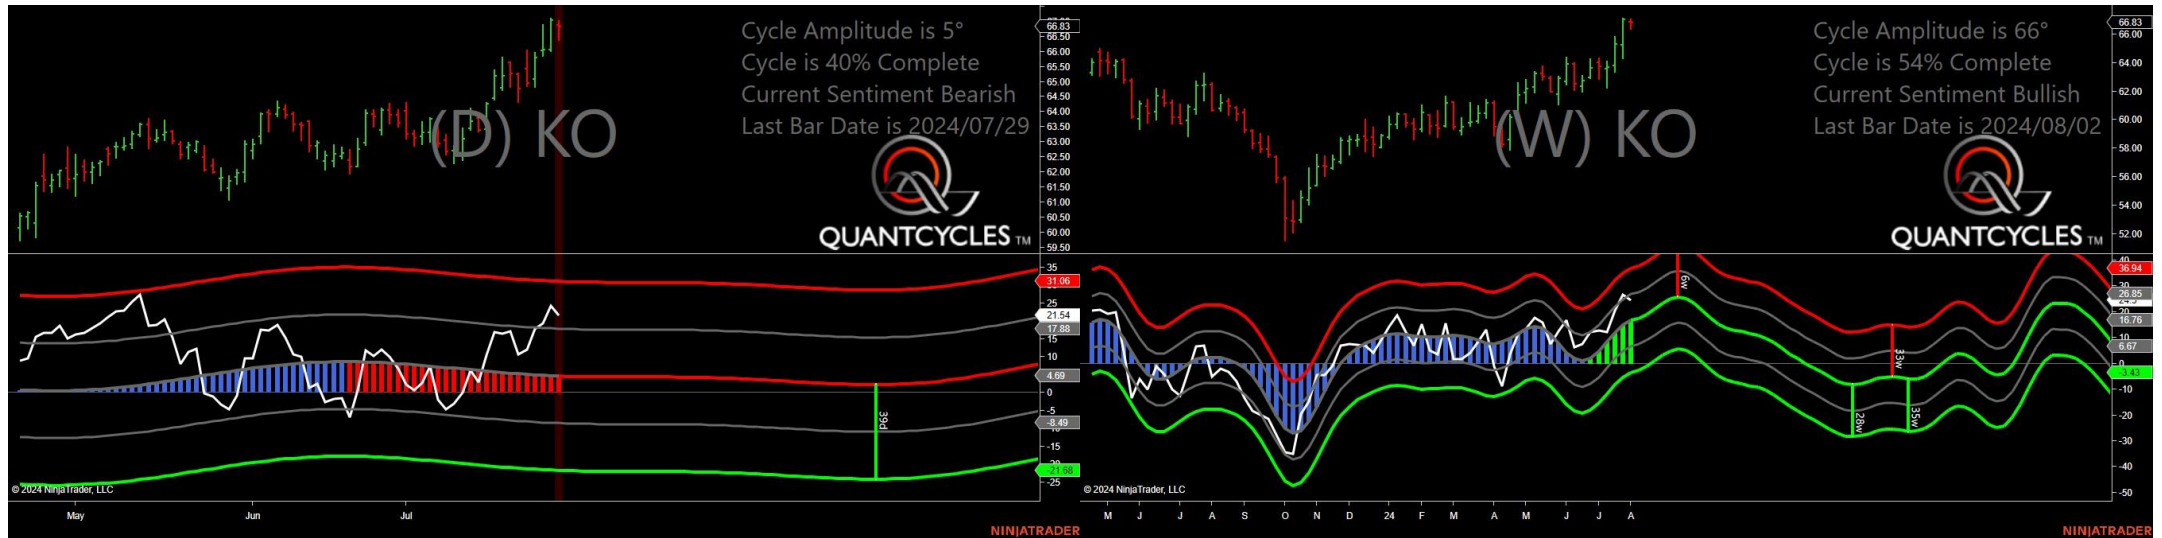 Cycle Amplitude is 5°
Cycle is 40% Complete
Current Sentiment Bearish
Last Bar Date is 2024/07/29
(D) KO
QUANTCYCLES TM
66.83
66.50
66.00
65.50
65.00
64.50
64.00
63.50
63.00
62.50
62.00
61.50
61.00
60.50
60.00
59.50
35
31.06
25
21.54
17.88
15
10
4.69
0
-5
-8.49
-15
-21.68
-25
39d
© 2024 NinjaTrader, LLC
May Jun Jul
NINJATRADER
Cycle Amplitude is 66°
Cycle is 54% Complete
Current Sentiment Bullish
Last Bar Date is 2024/08/02
(W) KO
QUANTCYCLES TM
66.83
66.00
64.00
62.00
60.00
58.00
56.00
54.00
52.00
40
36.94
30
26.85
20
16.76
10
6.67
0
-3.43
-10
-20
-30
-40
-50
6w
33w
28w
35w
© 2024 NinjaTrader, LLC
M J J A S O N D 24 F M A M J J A
NINJATRADER